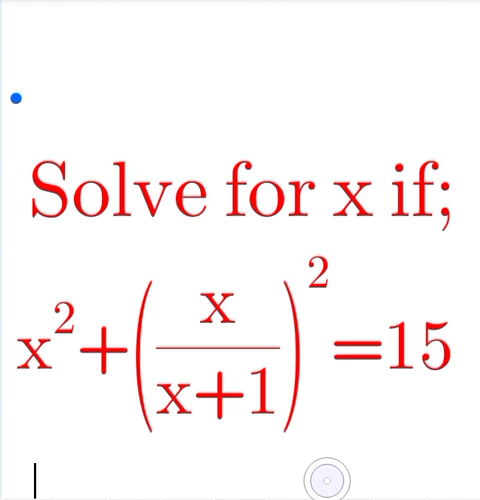 Solve for x if;
x²+(x/(x+1))²=15